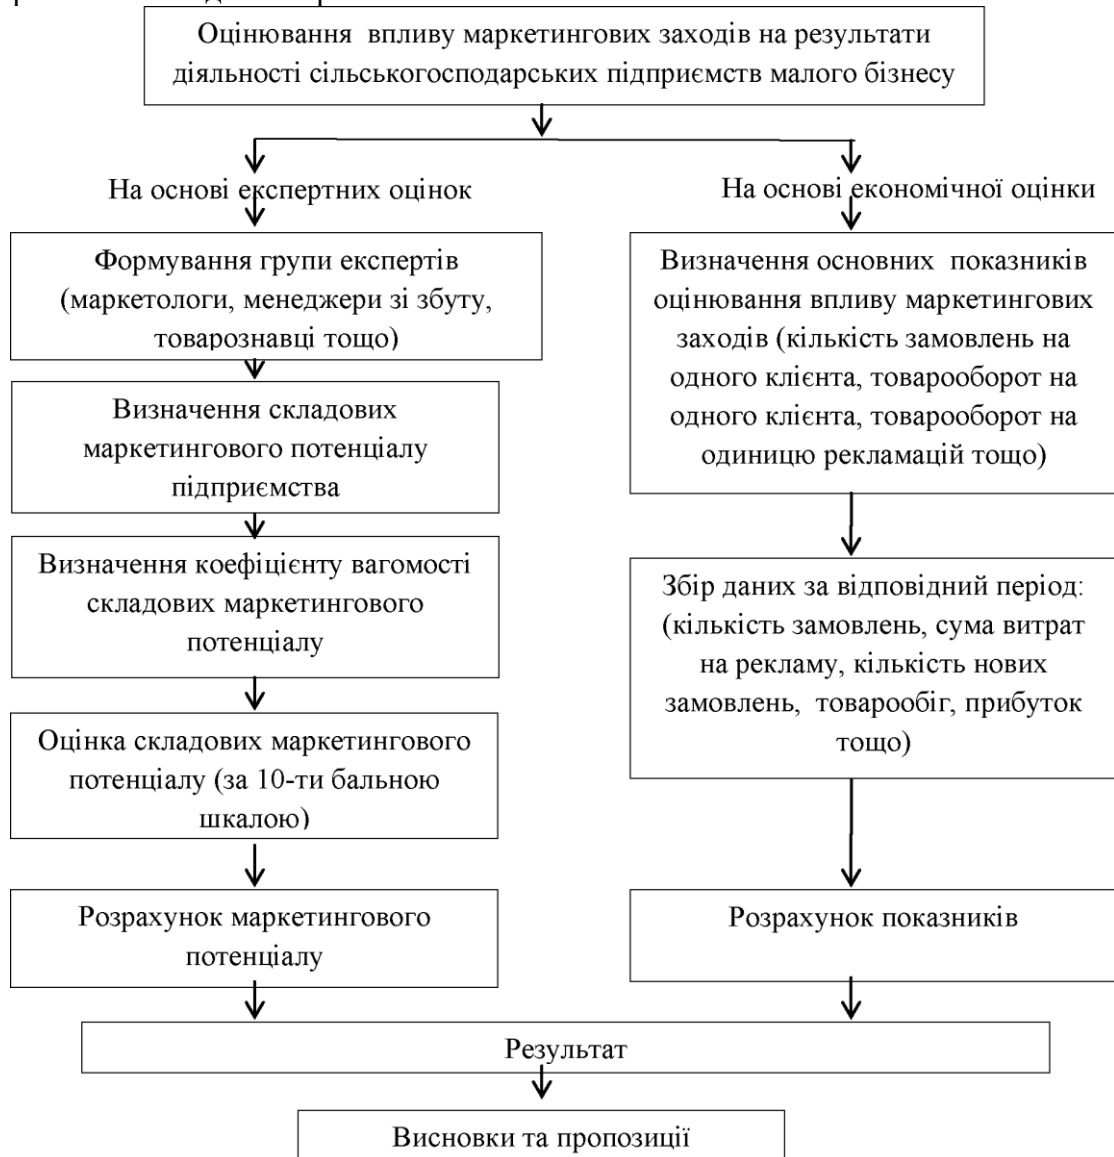 Оцінювання впливу маркетингових заходів на результати
діяльності сільськогосподарських підприємств малого бізнесу
На основі експертних оцінок
На основі економічної оцінки
Формування групи експертів
(маркетологи, менеджери зі збуту,
товарознавці тощо)
Визначення складових
маркетингового потенціалу
підприємства
Визначення коефіцієнту вагомості
складових маркетингового
потенціалу
Оцінка складових маркетингового
потенціалу (за 10-ти бальною
шкалою)
Розрахунок маркетингового
потенціалу
Визначення основних показників
оцінювання впливу маркетингових
заходів (кількість замовлень на
одного клієнта, товарооборот на
одного клієнта, товарооборот на
одиницю рекламацій тощо)
Збір даних за відповідний період:
(кількість замовлень, сума витрат
на рекламу, кількість нових
замовлень, товарообіг, прибуток
тощо)
Розрахунок показників
Результат
Висновки та пропозиції